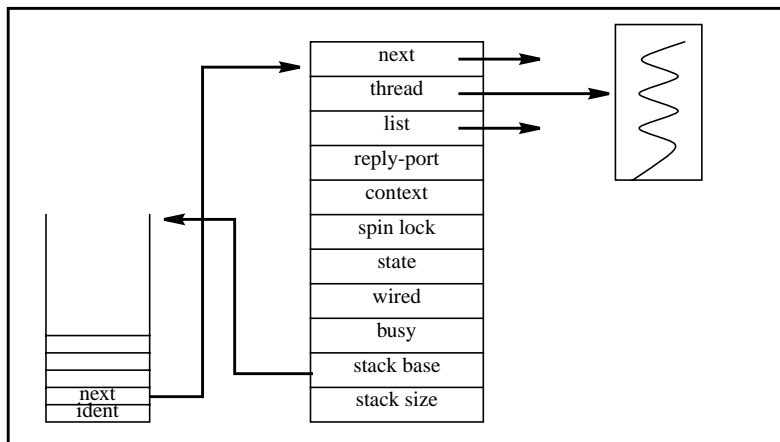 next
thread
list
reply-port
context
spin lock
state
wired
busy
stack base
stack size
next
ident